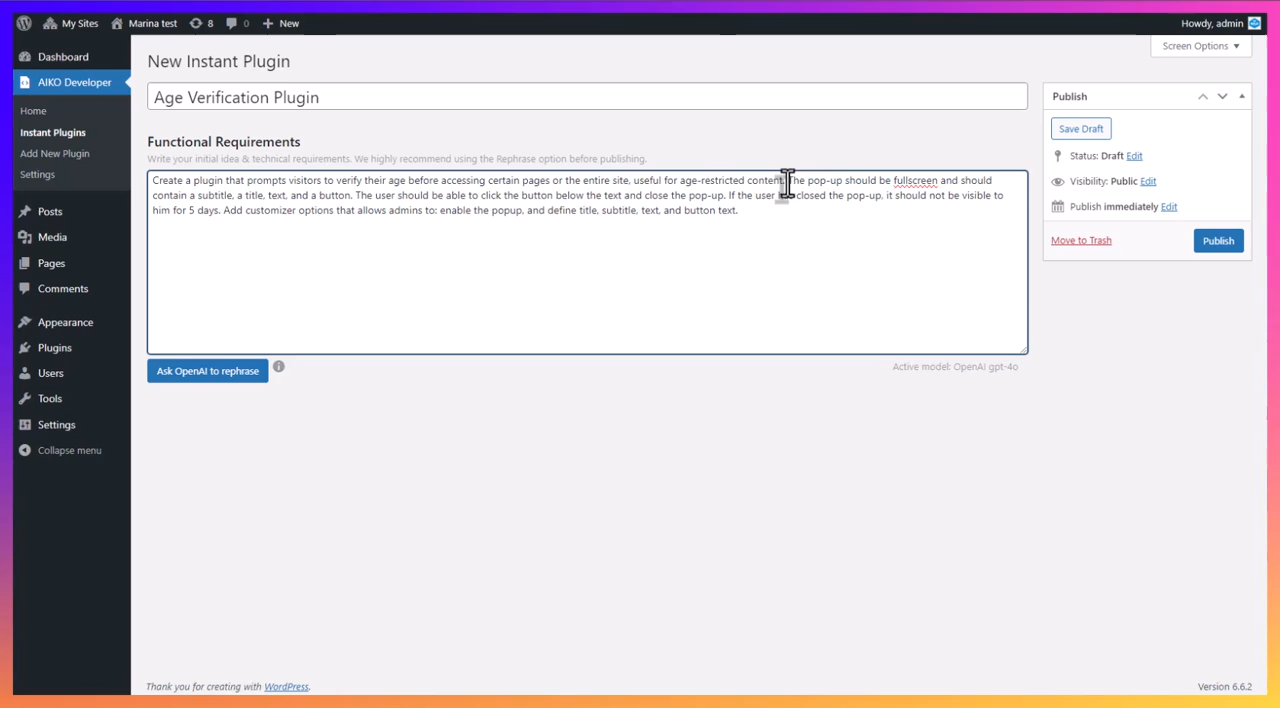 My Sites
Marina test
8
0
New
Howdy, admin
Dashboard
AIKO Developer
Home
Instant Plugins
Add New Plugin
Settings
Posts
Media
Pages
Comments
Appearance
Plugins
Users
Tools
Settings
Collapse menu
Screen Options
New Instant Plugin
Age Verification Plugin
Functional Requirements
Write your initial idea & technical requirements. We highly recommend using the Rephrase option before publishing.
Create a plugin that prompts visitors to verify their age before accessing certain pages or the entire site, useful for age-restricted content. The pop-up should be fullscreen and should
contain a subtitle, a title, text, and a button. The user should be able to click the button below the text and close the pop-up. If the user closed the pop-up, it should not be visible to
him for 5 days. Add customizer options that allows admins to: enable the popup, and define title, subtitle, text, and button text.
Ask OpenAI to rephrase
Active model: OpenAI gpt-4o
Publish
Save Draft
Status: Draft Edit
Visibility: Public Edit
Publish immediately Edit
Move to Trash
Publish
Thank you for creating with WordPress.
Version 6.6.2